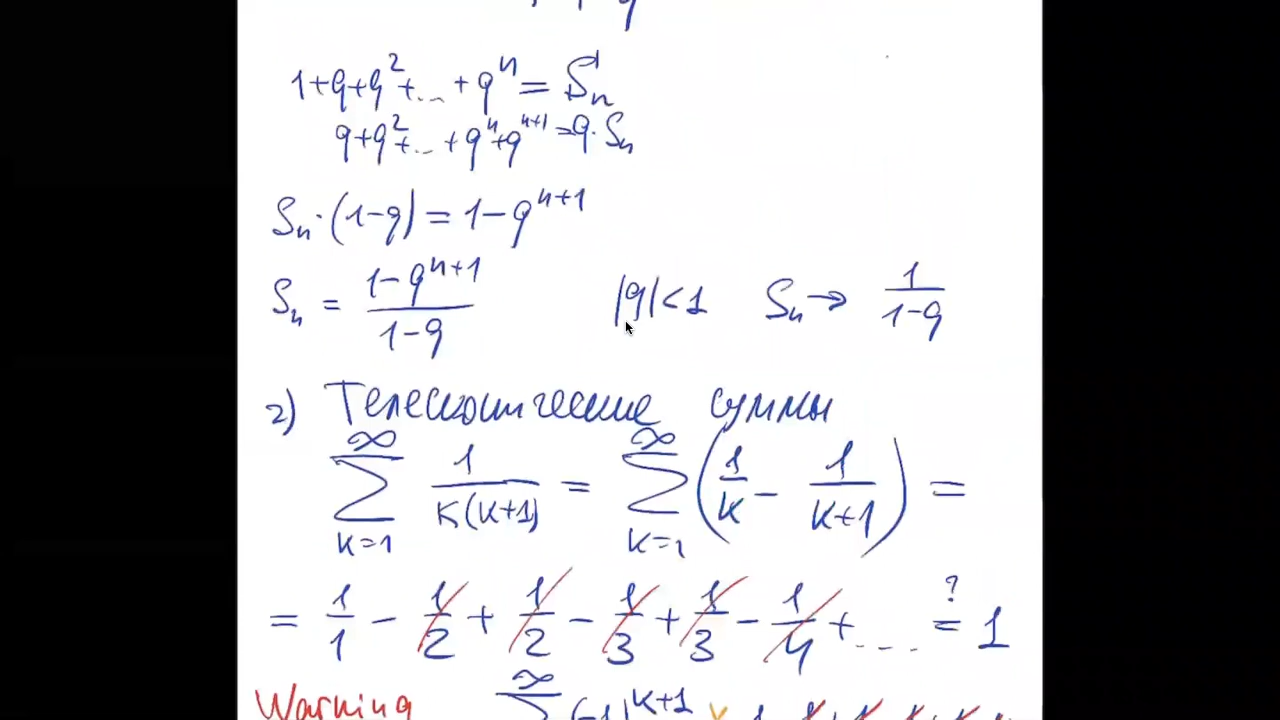 1+q+q²+... +qⁿ = Sₙ
q+q²+... +qⁿ+qⁿ⁺¹ = q·Sₙ
Sₙ·(1-q) = 1-qⁿ⁺¹
Sₙ = (1-qⁿ⁺¹)/(1-q) |q|<1 Sₙ → 1/(1-q)
2) Телескопические суммы
∑_{k=1}^{∞} 1/(k(k+1)) = ∑_{k=1}^{∞} (1/k - 1/(k+1)) =
= 1/1 - 1/2 + 1/2 - 1/3 + 1/3 - 1/4 + .... =? 1
Warning ∑^{∞} (-1)^{k+1}